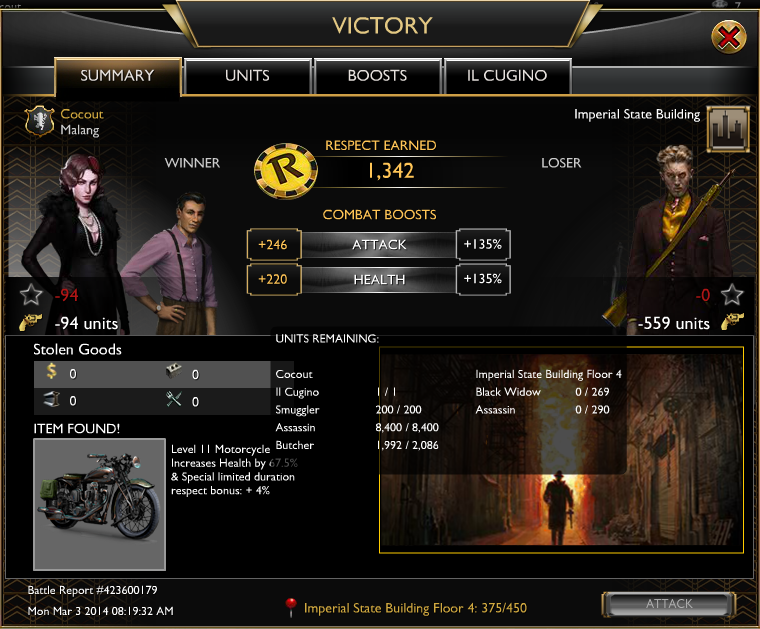 VICTORY
SUMMARY
UNITS
BOOSTS
IL CUGINO
Cocout
Malang
Imperial State Building
WINNER
RESPECT EARNED
1,342
LOSER
COMBAT BOOSTS
+246 ATTACK +135%
+220 HEALTH +135%
-94
-94 units
-0
-559 units
Stolen Goods
0 0
0 0
UNITS REMAINING:
Cocout
Il Cugino 1 / 1
Smuggler 200 / 200
Assassin 8,400 / 8,400
Butcher 1,992 / 2,086
Imperial State Building Floor 4
Black Widow 0 / 269
Assassin 0 / 290
ITEM FOUND!
Level 11 Motorcycle
Increases Health by 67.5%
& Special limited duration
respect bonus: + 4%
Battle Report #423600179
Mon Mar 3 2014 08:19:32 AM
Imperial State Building Floor 4: 375/450
ATTACK